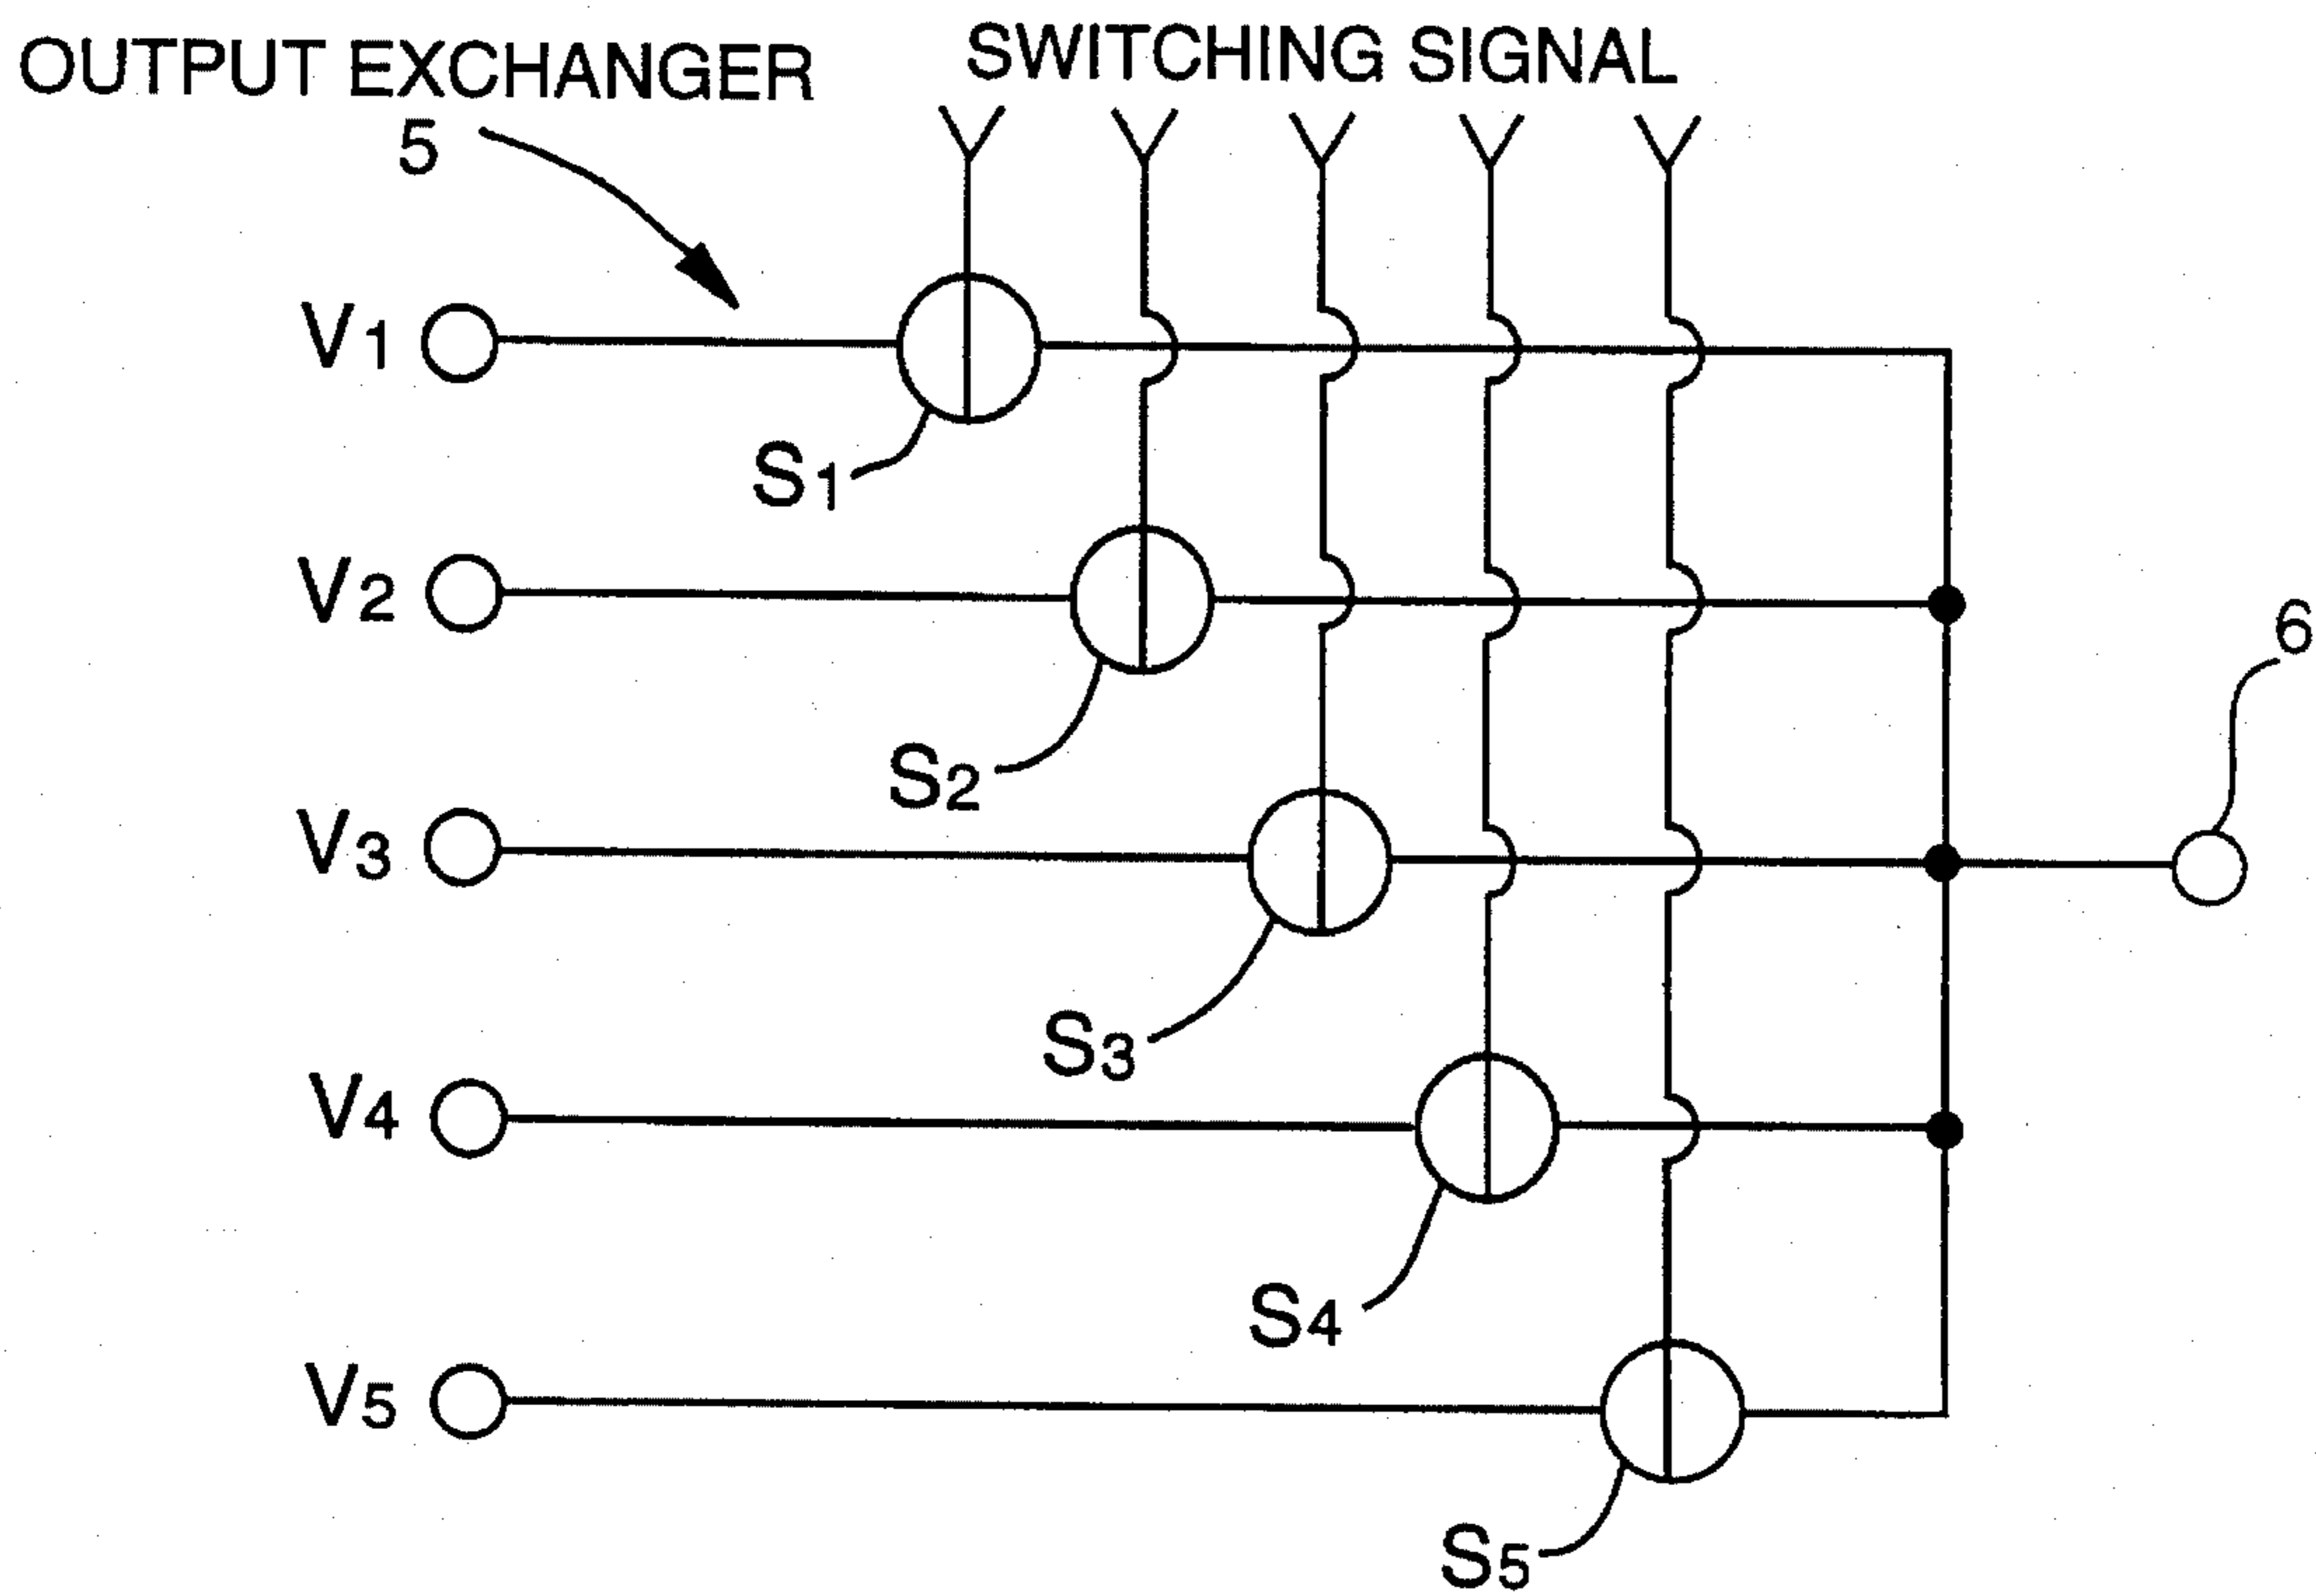 OUTPUT EXCHANGER
5
SWITCHING SIGNAL
V1
S1
V2
6
S2
V3
S3
V4
S4
V5
S5